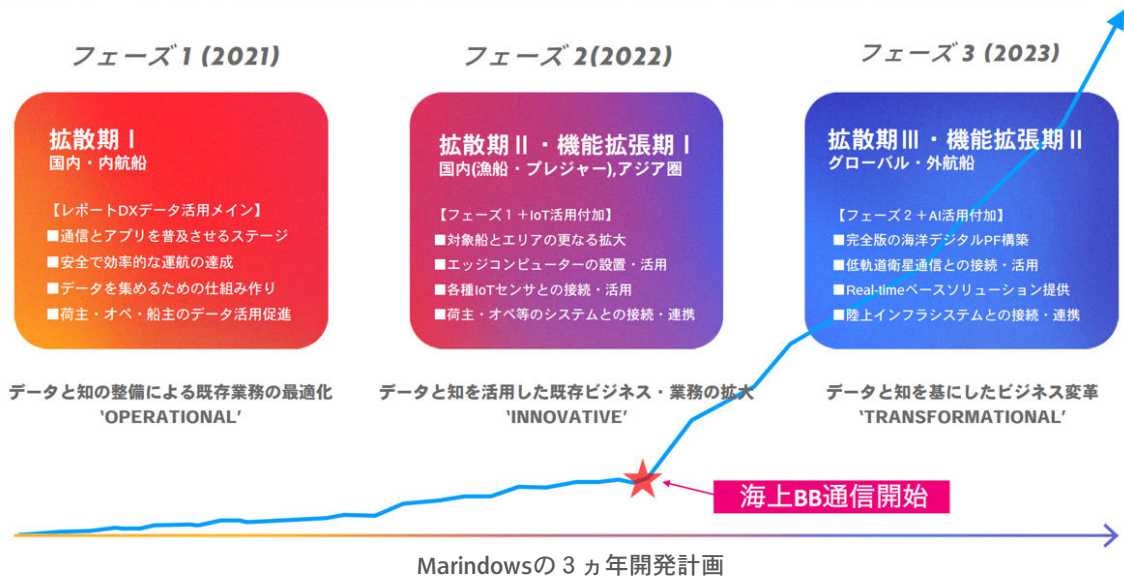 フェーズ 1 (2021)
拡散期Ⅰ
国内・内航船
【レポートDXデータ活用メイン】
■通信とアプリを普及させるステージ
■安全で効率的な運航の達成
■データを集めるための仕組み作り
■荷主・オペ・船主のデータ活用促進
データと知の整備による既存業務の最適化
‘OPERATIONAL’
フェーズ 2(2022)
拡散期Ⅱ・機能拡張期Ⅰ
国内(漁船・プレジャー),アジア圏
【フェーズ１＋IoT活用付加】
■対象船とエリアの更なる拡大
■エッジコンピューターの設置・活用
■各種IoTセンサとの接続・活用
■荷主・オペ等のシステムとの接続・連携
データと知を活用した既存ビジネス・業務の拡大
‘INNOVATIVE’
フェーズ 3 (2023)
拡散期Ⅲ・機能拡張期Ⅱ
グローバル・外航船
【フェーズ２＋AI活用付加】
■完全版の海洋デジタルPF構築
■低軌道衛星通信との接続・活用
■Real-timeベースソリューション提供
■陸上インフラシステムとの接続・連携
データと知を基にしたビジネス変革
‘TRANSFORMATIONAL’
海上BB通信開始
Marindowsの３ヵ年開発計画